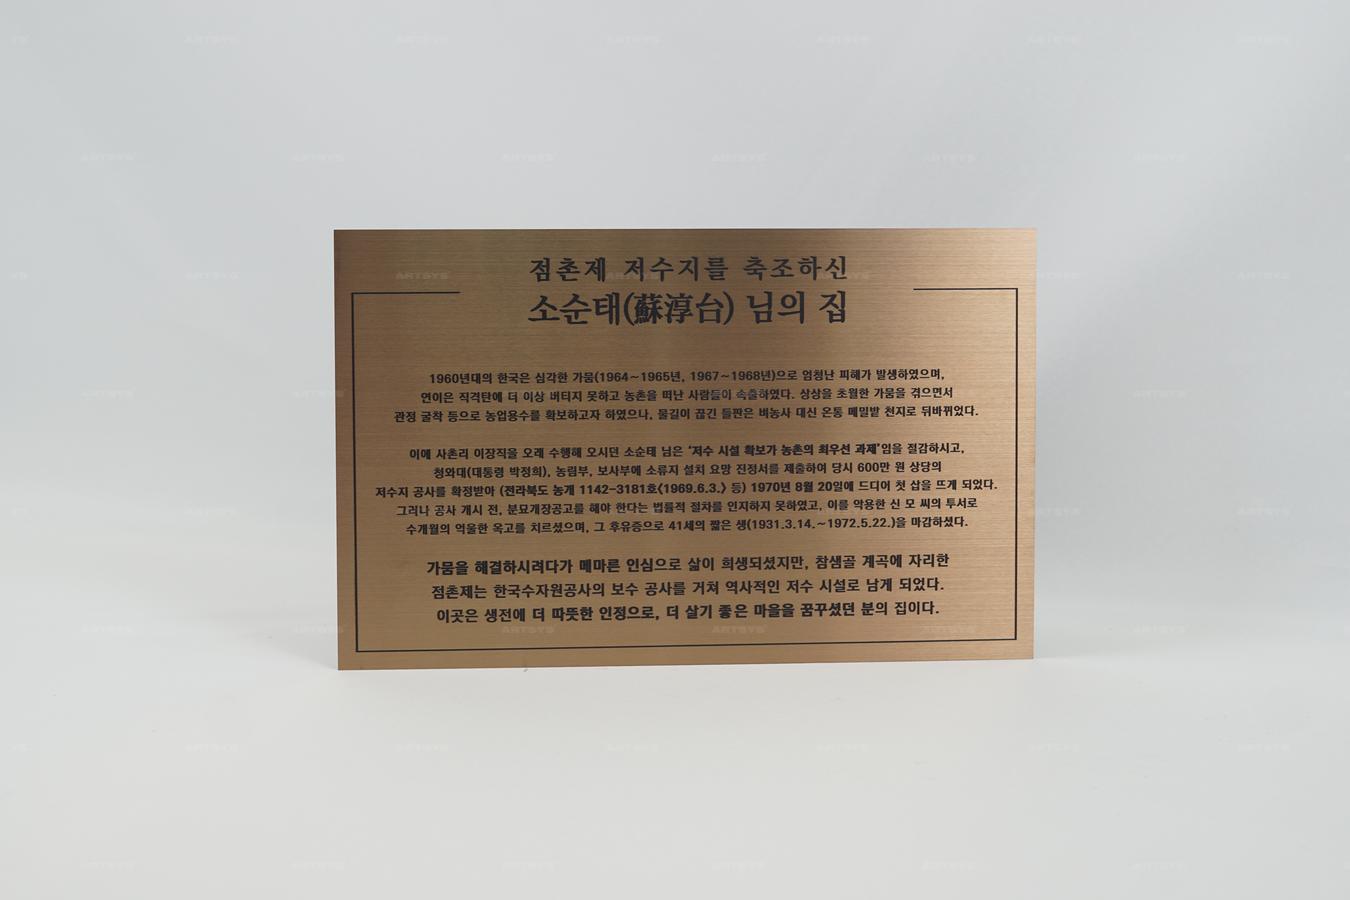 점촌제 저수지를 축조하신
소순태(蘇淳台) 님의 집
1960년대의 한국은 심각한 가뭄(1964~1965년, 1967~1968년)으로 엄청난 피해가 발생하였으며,
연이은 직격탄에 더 이상 버티지 못하고 농촌을 떠난 사람들이 속출하였다. 상상을 초월한 가뭄을 겪으면서
관정 굴착 등으로 농업용수를 확보하고자 하였으나, 물길이 끊긴 들판은 벼농사 대신 온통 메밀밭 천지로 뒤바뀌었다.
이에 사촌리 이장직을 오래 수행해 오시던 소순태 님은 '저수 시설 확보가 농촌의 최우선 과제'임을 절감하시고,
청와대(대통령 박정희), 농림부, 보사부에 소류지 설치 요망 진정서를 제출하여 당시 600만 원 상당의
저수지 공사를 확정받아 (전라북도 농개 1142-3181호<1969.6.3.> 등) 1970년 8월 20일에 드디어 첫 삽을 뜨게 되었다.
그러나 공사 개시 전, 분묘개장공고를 해야 한다는 법률적 절차를 인지하지 못하였고, 이를 악용한 신 모 씨의 투서로
수개월의 억울한 옥고를 치르셨으며, 그 후유증으로 41세의 짧은 생(1931.3.14.~1972.5.22.)을 마감하셨다.
가뭄을 해결하시려다가 메마른 인심으로 삶이 희생되셨지만, 참샘골 계곡에 자리한
점촌제는 한국수자원공사의 보수 공사를 거쳐 역사적인 저수 시설로 남게 되었다.
이곳은 생전에 더 따뜻한 인정으로, 더 살기 좋은 마을을 꿈꾸셨던 분의 집이다.
ARTSYS